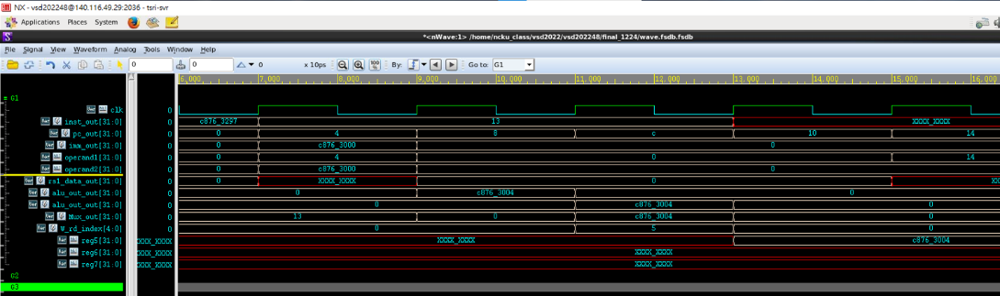 NX - vsd202248@140.116.49.29:2036 - tsri-svr
Applications Places System
*<nWave:1> /home/ncku_class/vsd2022/vsd202248/final_1224/wave.fsdb.fsdb
File Signal View Waveform Analog Tools Window Help
0 0 0 x 10ps 100 By: Go to: G1
6,000 7,000 8,000 9,000 10,000 11,000 12,000 13,000 14,000 15,000 16,000
G1
clk 0
inst_out[31:0] 0 c876_3297 13 XXXX_XXXX
pc_out[31:0] 0 0 4 8 c 10 14
imm_out[31:0] 0 0 c876_3000 0
operand1[31:0] 0 0 4 0 14
operand2[31:0] 0 0 c876_3000 0
rs1_data_out[31:0] 0 0 XXXX_XXXX 0 XX
alu_out_out[31:0] 0 0 c876_3004 0
alu_out_out[31:0] 0 0 c876_3004 0
Mux_out[31:0] 0 13 0 c876_3004 0
W_rd_index[4:0] 0 0 5 0
reg5[31:0] XXXX_XXXX XXXX_XXXX c876_3004
reg6[31:0] XXXX_XXXX XXXX_XXXX
reg7[31:0] XXXX_XXXX XXXX_XXXX
G2
G3